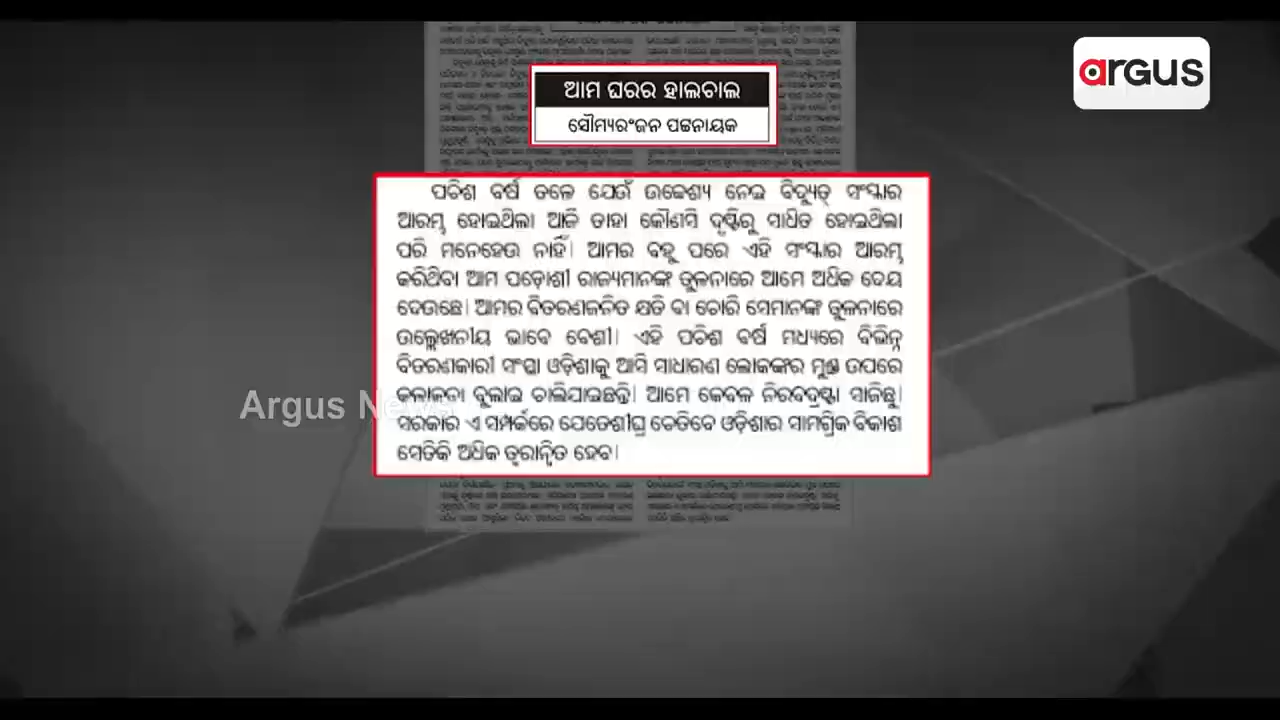 argus
ଆମ ଘରର ହାଲଚାଲ
ସୌମ୍ୟରଂଜନ ପଟ୍ଟନାୟକ
ପଚିଶ ବର୍ଷ ତଳେ ଯେଉଁ ଉଦ୍ଦେଶ୍ୟ ନେଇ ବିଦ୍ୟୁତ୍ ସଂସ୍କାର
ଆରମ୍ଭ ହୋଇଥିଲା ଆଜି ତାହା କୌଣସି ଦୃଷ୍ଟିରୁ ସାଧିତ ହୋଇଥିଲା
ପରି ମନେହେଉ ନାହିଁ। ଆମର ବହୁ ପରେ ଏହି ସଂସ୍କାର ଆରମ୍ଭ
କରିଥିବା ଆମ ପଡ଼ୋଶୀ ରାଜ୍ୟମାନଙ୍କ ତୁଳନାରେ ଆମେ ଅଧିକ ଦେୟ
ଦେଉଛେ। ଆମର ବିତରଣଜନିତ କ୍ଷତି ବା ଚୋରି ସେମାନଙ୍କ ତୁଳନାରେ
ଉଲ୍ଲେଖନୀୟ ଭାବେ ବେଶୀ। ଏହି ପଚିଶ ବର୍ଷ ମଧ୍ୟରେ ବିଭିନ୍ନ
ବିତରଣକାରୀ ସଂସ୍ଥା ଓଡ଼ିଶାକୁ ଆସି ସାଧାରଣ ଲୋକଙ୍କର ମୁଣ୍ଡ ଉପରେ
କଳାକନା ବୁଲାଇ ଚାଲିଯାଇଛନ୍ତି। ଆମେ କେବଳ ନିରବଦ୍ରଷ୍ଟା ସାଜିଛୁ।
ସରକାର ଏ ସମ୍ପର୍କରେ ଯେତେଶୀଘ୍ର ଚେତିବେ ଓଡ଼ିଶାର ସାମଗ୍ରିକ ବିକାଶ
ସେତିକି ଅଧିକ ତ୍ୱରାନ୍ୱିତ ହେବ।
Argus News